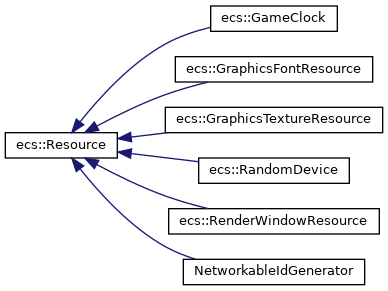 ecs::GameClock
ecs::GraphicsFontResource
ecs::GraphicsTextureResource
ecs::Resource
ecs::RandomDevice
ecs::RenderWindowResource
NetworkableIdGenerator